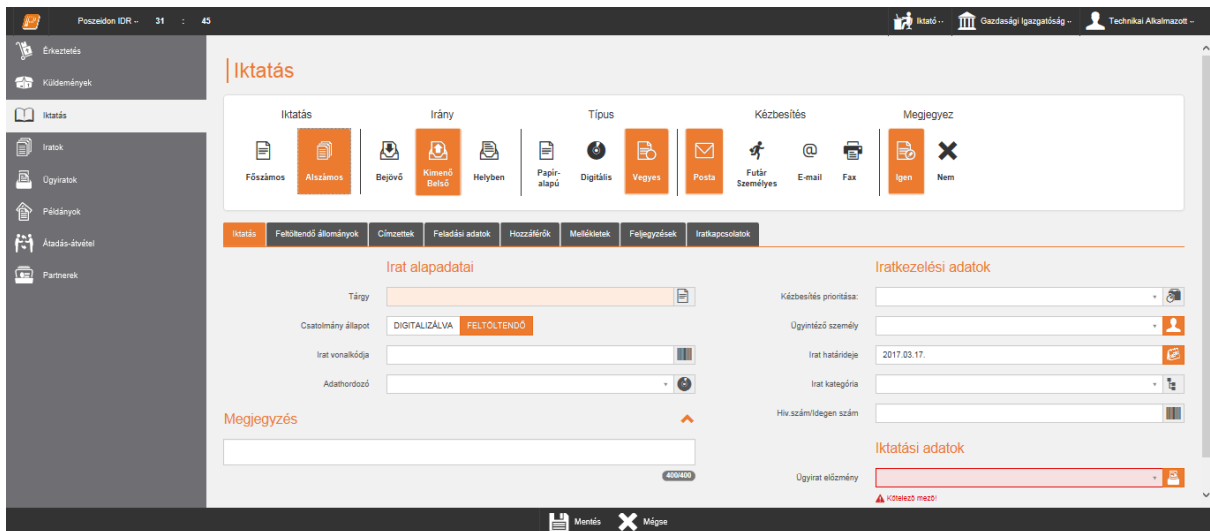 Poseidon IDR -- 31 : 45
Iktató --
Gazdasági Igazgatóság --
Technikai Alkalmazott --
Érkeztetés
Küldemények
Iktatás
Iratok
Ügyiratok
Példányok
Átadás-átvétel
Partnerek
Iktatás
Iktatás
Irány
Típus
Kézbesítés
Megjegyez
Főszámos
Alszámos
Bejövő
Kimenő
Belső
Helyben
Papír-
alapú
Digitális
Vegyes
Posta
Futár
Személyes
E-mail
Fax
Igen
Nem
Iktatás
Feltöltendő állományok
Címzettek
Feladási adatok
Hozzáférők
Mellékletek
Feljegyzések
Iratkapcsolatok
Irat alapadatai
Tárgy
Csatolmány állapot
DIGITALIZÁLVA
FELTÖLTENDŐ
Irat vonalkódja
Adathordozó
Megjegyzés
400/400
Iratkezelési adatok
Kézbesítés prioritása:
Ügyintéző személy
Irat határideje
2017.03.17.
Irat kategória
Hiv.szám/Idegen szám
Iktatási adatok
Ügyirat előzmény
Kötelező mező!
Mentés
Mégse